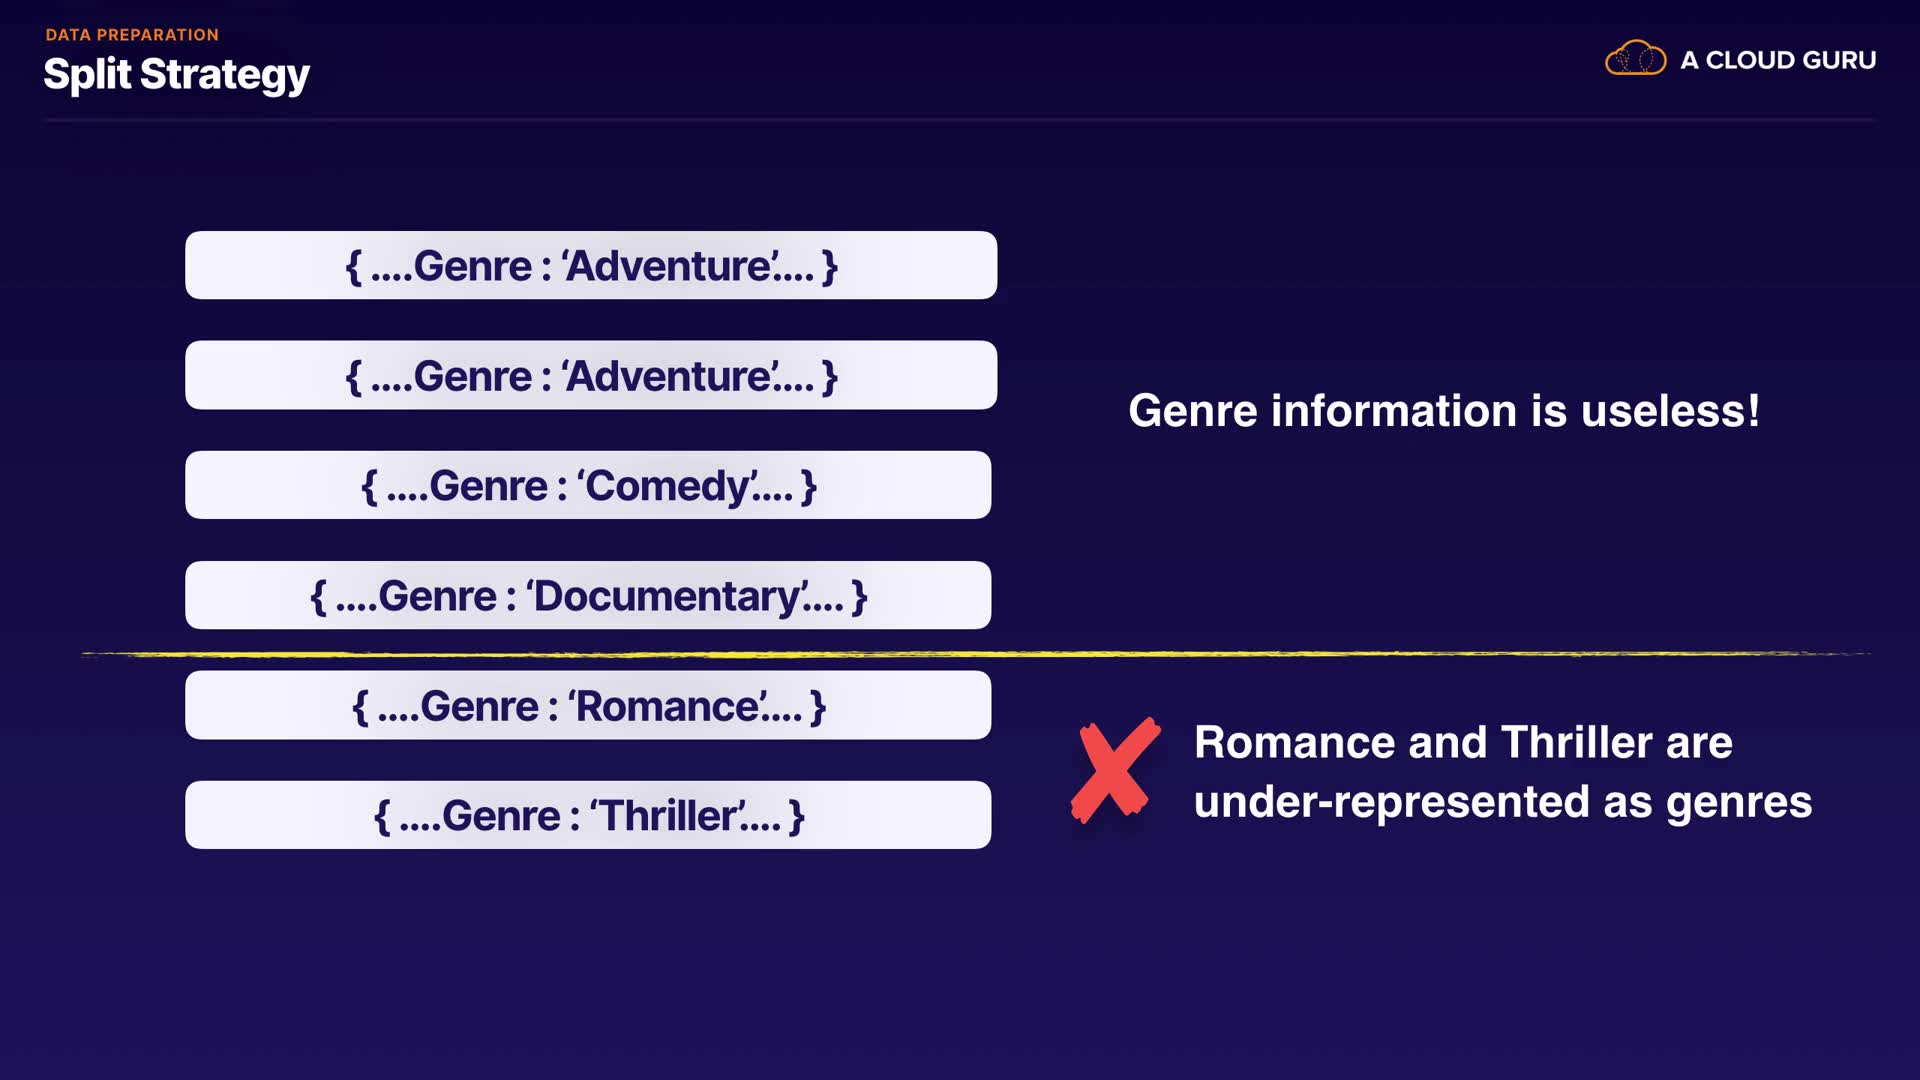 DATA PREPARATION
Split Strategy
A CLOUD GURU
{ ....Genre : ‘Adventure’.... }
{ ....Genre : ‘Adventure’.... }
Genre information is useless!
{ ....Genre : ‘Comedy’.... }
{ ....Genre : ‘Documentary’.... }
{ ....Genre : ‘Romance’.... }
Romance and Thriller are
under-represented as genres
{ ....Genre : ‘Thriller’.... }